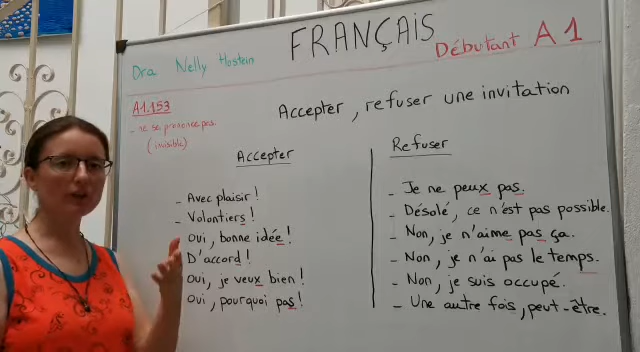 FRANÇAIS
Débutant A1
Dra Nelly Hostein
A1.153
- ne se prononce pas
(invisible)
Accepter, refuser une invitation
Accepter
- Avec plaisir !
- Volontiers !
Oui, bonne idée !
D'accord !
Oui, je veux bien !
Oui, pourquoi pas !
Refuser
- Je ne peux pas.
- Désolé, ce n'est pas possible.
- Non, je n'aime pas ça.
- Non, je n'ai pas le temps.
- Non, je suis occupé.
- Une autre fois, peut-être.